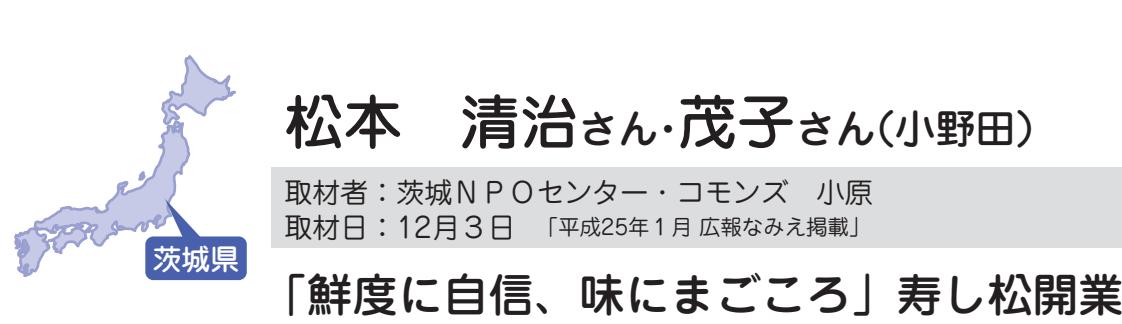 松本　清治さん・茂子さん(小野田)
取材者：茨城ＮＰＯセンター・コモンズ　小原
取材日：12月３日　「平成25年１月 広報なみえ掲載」
茨城県
「鮮度に自信、味にまごころ」寿し松開業